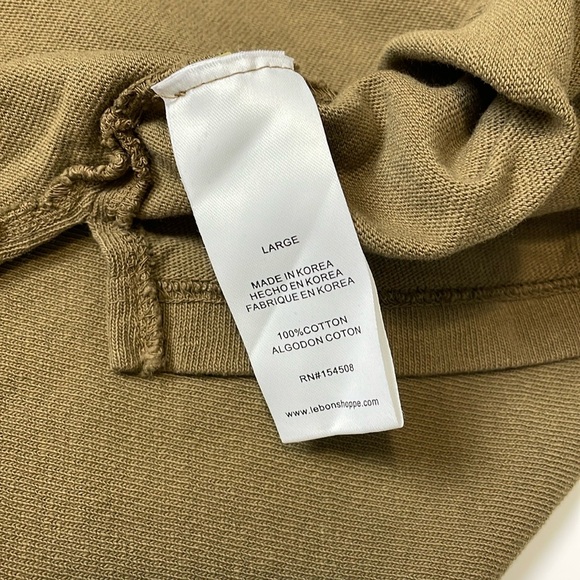 LARGE
MADE IN KOREA
HECHO EN KOREA
FABRIQUE EN KOREA
100%COTTON
ALGODON COTON
RN#154508
www.lebonshoppe.com